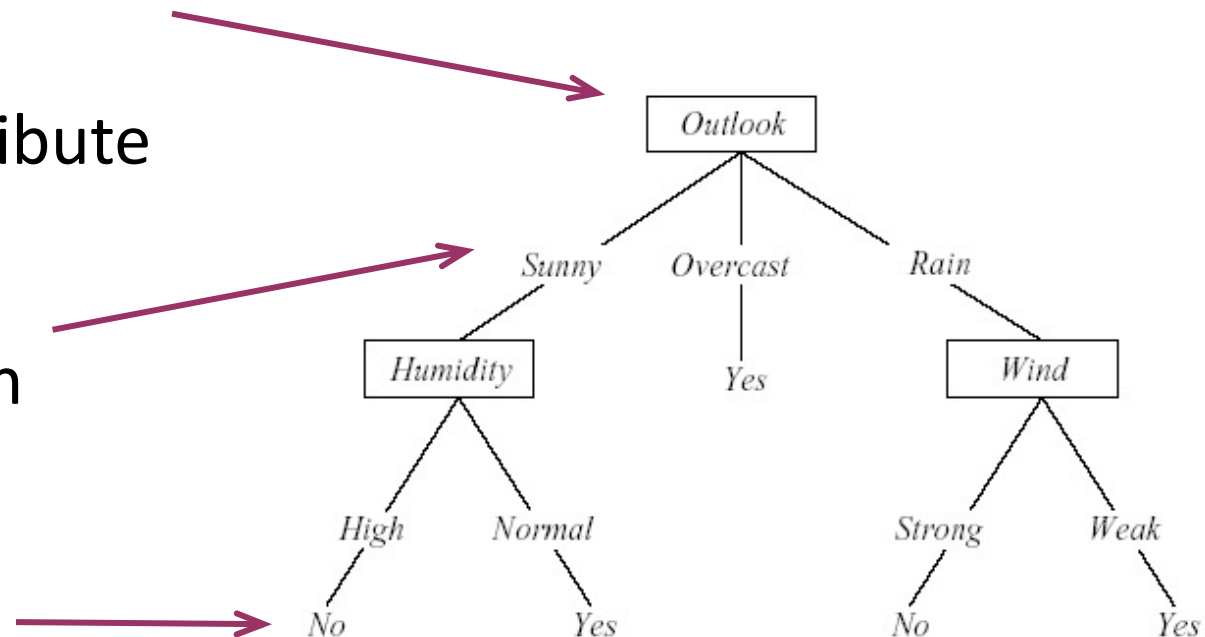 Outlook
ibute
Sunny Overcast Rain
Humidity Yes Wind
High Normal Strong Weak
No Yes No Yes